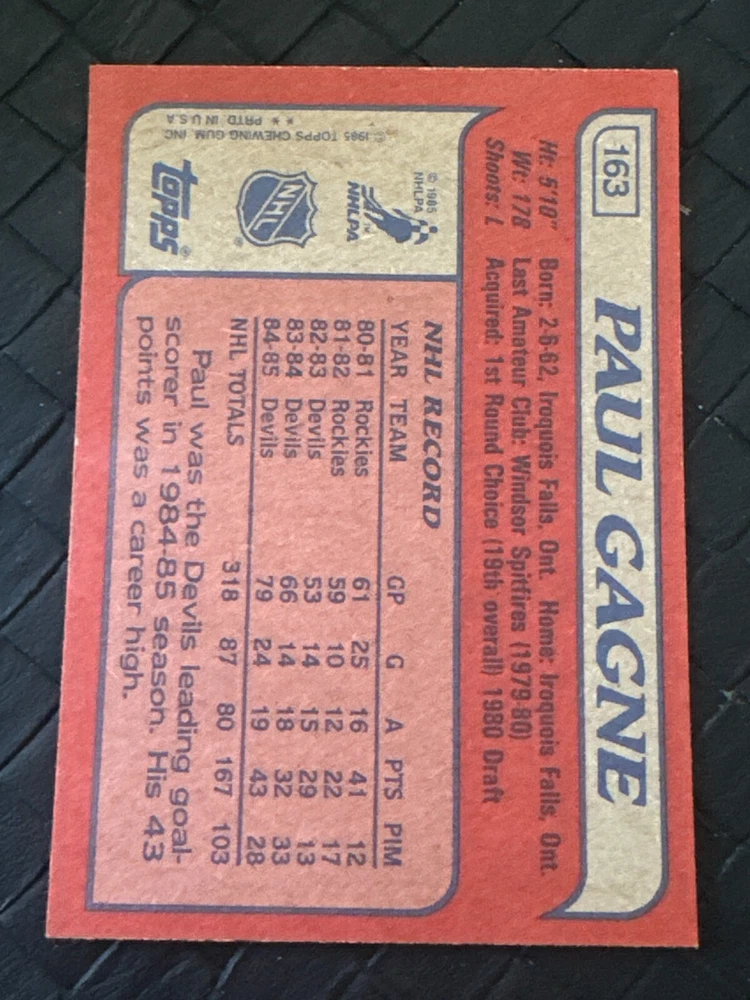 163
PAUL GAGNE
Ht: 5'10" Born: 2-6-62, Iroquois Falls, Ont. Home: Iroquois Falls, Ont.
Wt: 178 Last Amateur Club: Windsor Spitfires (1979-80)
Shoots: L Acquired: 1st Round Choice (19th overall) 1980 Draft
© 1985
NHLPA
NHLPA™
NHL ®
topps®
© 1985 TOPPS CHEWING GUM, INC.
* * PRTD. IN U.S.A.
NHL RECORD
YEAR TEAM GP G A PTS PIM
80-81 Rockies 61 25 16 41 12
81-82 Rockies 59 10 12 22 17
82-83 Devils 53 14 15 29 13
83-84 Devils 66 14 18 32 33
84-85 Devils 79 24 19 43 28
NHL TOTALS 318 87 80 167 103
Paul was the Devils leading goal-
scorer in 1984-85 season. His 43
points was a career high.